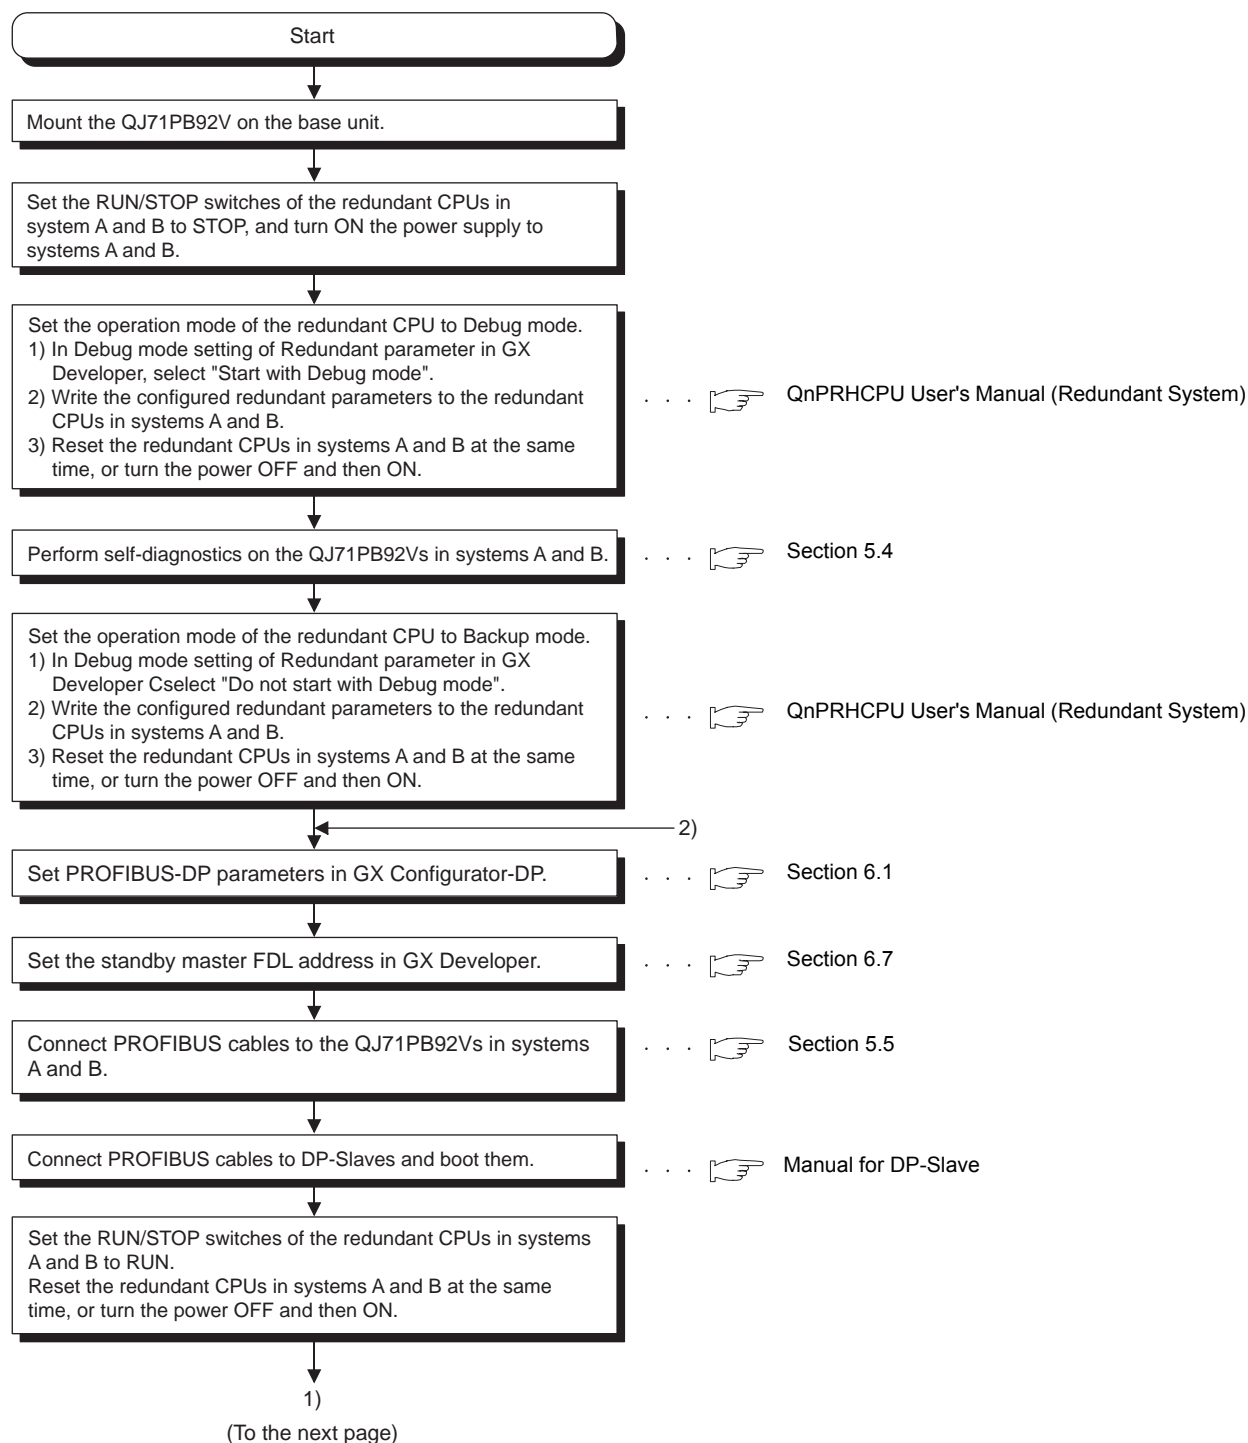 Start
Mount the QJ71PB92V on the base unit.
Set the RUN/STOP switches of the redundant CPUs in
system A and B to STOP, and turn ON the power supply to
systems A and B.
Set the operation mode of the redundant CPU to Debug mode.
1) In Debug mode setting of Redundant parameter in GX
Developer, select "Start with Debug mode".
2) Write the configured redundant parameters to the redundant
CPUs in systems A and B.
3) Reset the redundant CPUs in systems A and B at the same
time, or turn the power OFF and then ON.
. . . QnPRHCPU User's Manual (Redundant System)
Perform self-diagnostics on the QJ71PB92Vs in systems A and B.
. . . Section 5.4
Set the operation mode of the redundant CPU to Backup mode.
1) In Debug mode setting of Redundant parameter in GX
Developer Cselect "Do not start with Debug mode".
2) Write the configured redundant parameters to the redundant
CPUs in systems A and B.
3) Reset the redundant CPUs in systems A and B at the same
time, or turn the power OFF and then ON.
. . . QnPRHCPU User's Manual (Redundant System)
2)
Set PROFIBUS-DP parameters in GX Configurator-DP.
. . . Section 6.1
Set the standby master FDL address in GX Developer.
. . . Section 6.7
Connect PROFIBUS cables to the QJ71PB92Vs in systems
A and B.
. . . Section 5.5
Connect PROFIBUS cables to DP-Slaves and boot them.
. . . Manual for DP-Slave
Set the RUN/STOP switches of the redundant CPUs in systems
A and B to RUN.
Reset the redundant CPUs in systems A and B at the same
time, or turn the power OFF and then ON.
1)
(To the next page)